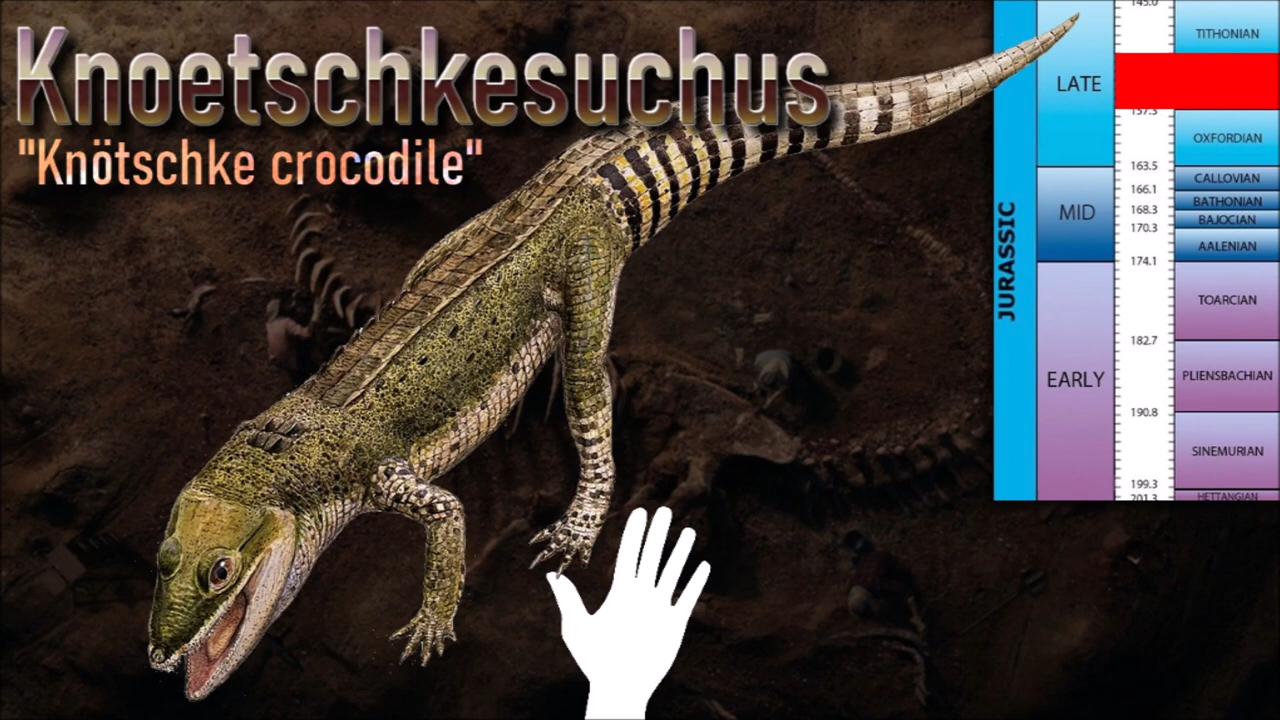 Knoetschkesuchus
"Knötschke crocodile"
JURASSIC
LATE
MID
EARLY
145.0
157.3
163.5
166.1
168.3
170.3
174.1
182.7
190.8
199.3
201.3
TITHONIAN
OXFORDIAN
CALLOVIAN
BATHONIAN
BAJOCIAN
AALENIAN
TOARCIAN
PLIENSBACHIAN
SINEMURIAN
HETTANGIAN